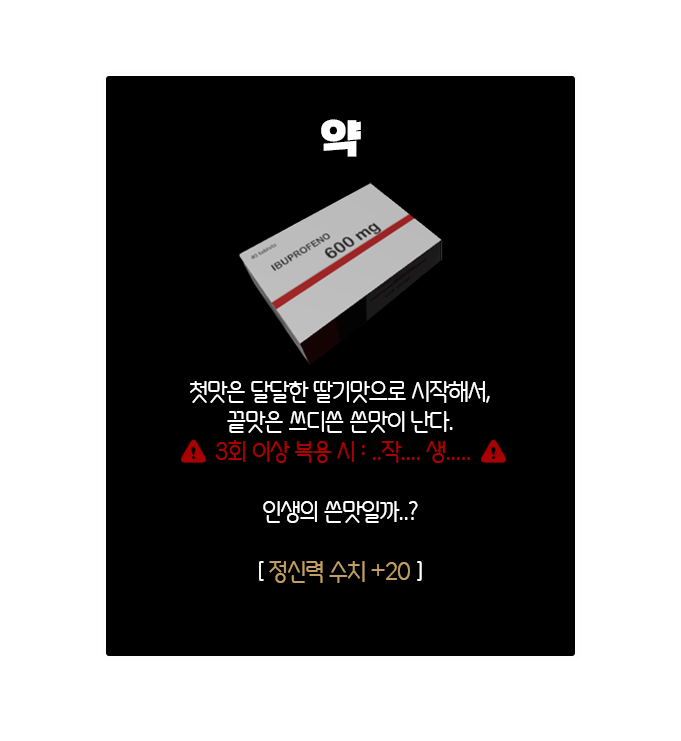 약
40 tablets
IBUPROFENO
600 mg
첫맛은 달달한 딸기맛으로 시작해서,
끝맛은 쓰디쓴 쓴맛이 난다.
3회 이상 복용 시 : ..작.... 생.....
인생의 쓴맛일까..?
[ 정신력 수치 +20 ]